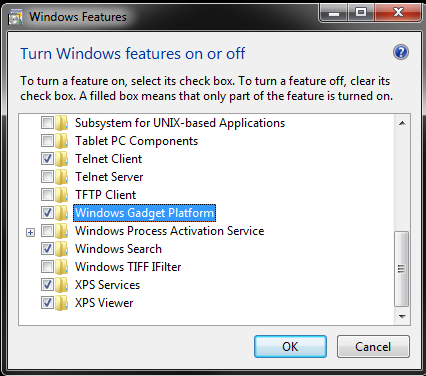 Windows Features
Turn Windows features on or off
To turn a feature on, select its check box. To turn a feature off, clear its
check box. A filled box means that only part of the feature is turned on.
Subsystem for UNIX-based Applications
Tablet PC Components
Telnet Client
Telnet Server
TFTP Client
Windows Gadget Platform
Windows Process Activation Service
Windows Search
Windows TIFF IFilter
XPS Services
XPS Viewer
OK
Cancel